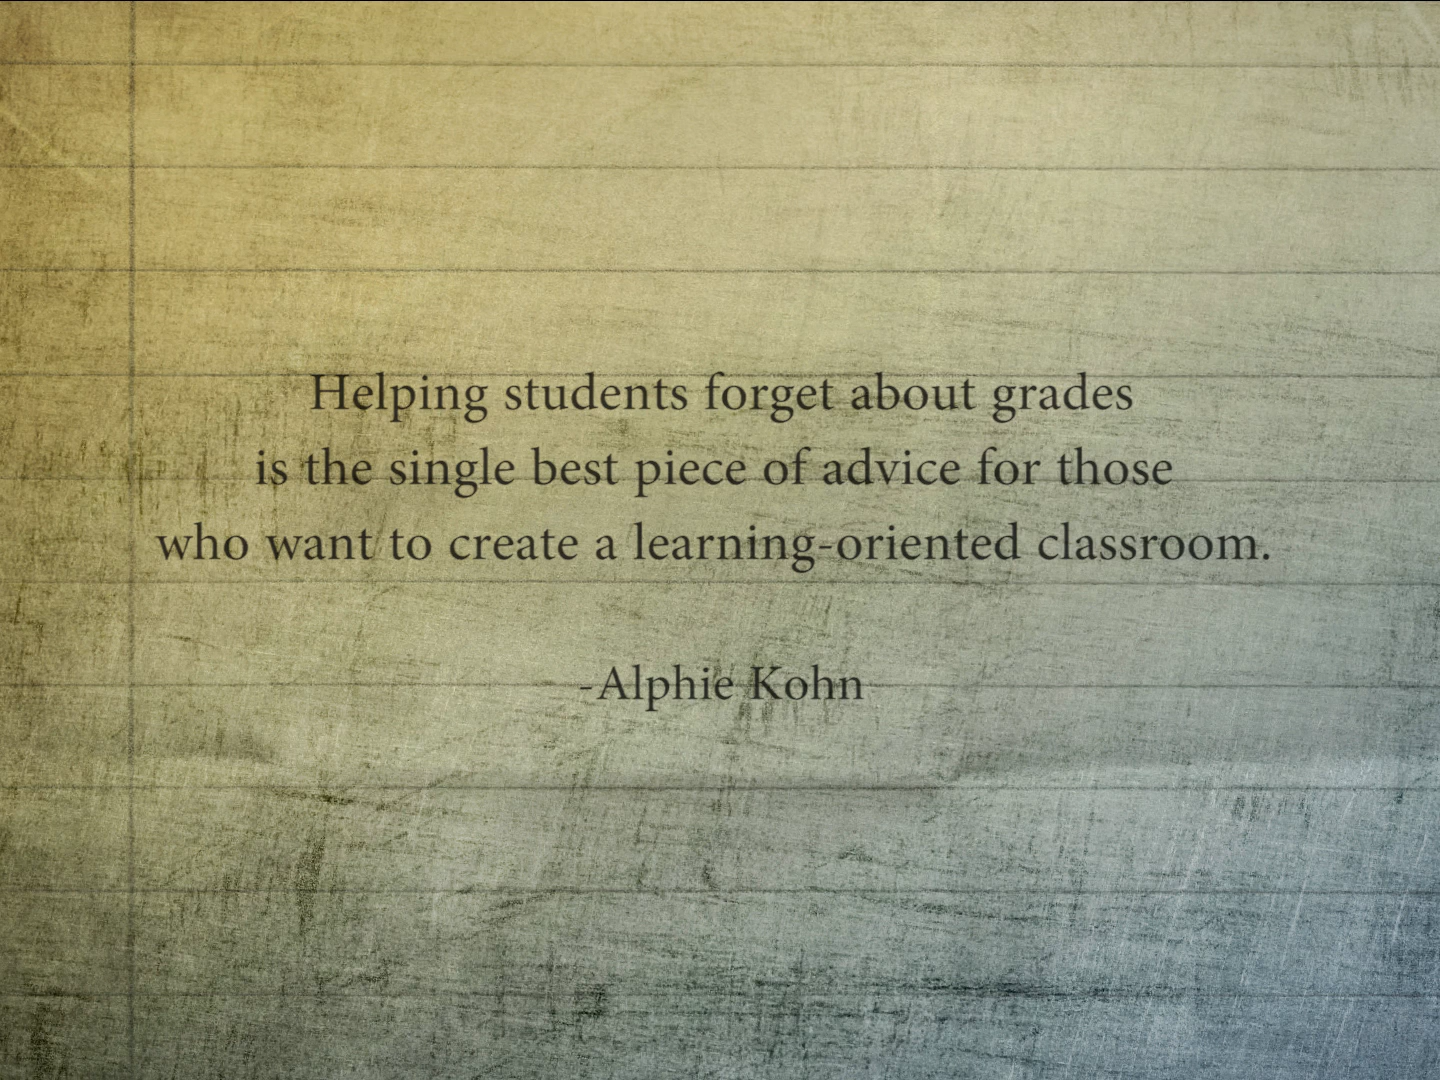 Helping students forget about grades
is the single best piece of advice for those
who want to create a learning-oriented classroom.
-Alphie Kohn